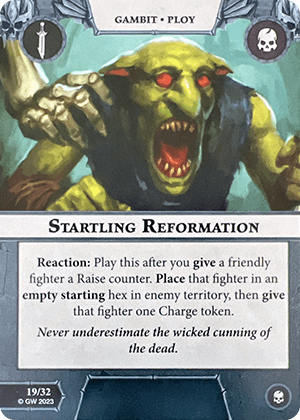 GAMBIT • PLOY
STARTLING REFORMATION
Reaction: Play this after you give a friendly
fighter a Raise counter. Place that fighter in an
empty starting hex in enemy territory, then give
that fighter one Charge token.
Never underestimate the wicked cunning of
the dead.
19/32
© GW 2023